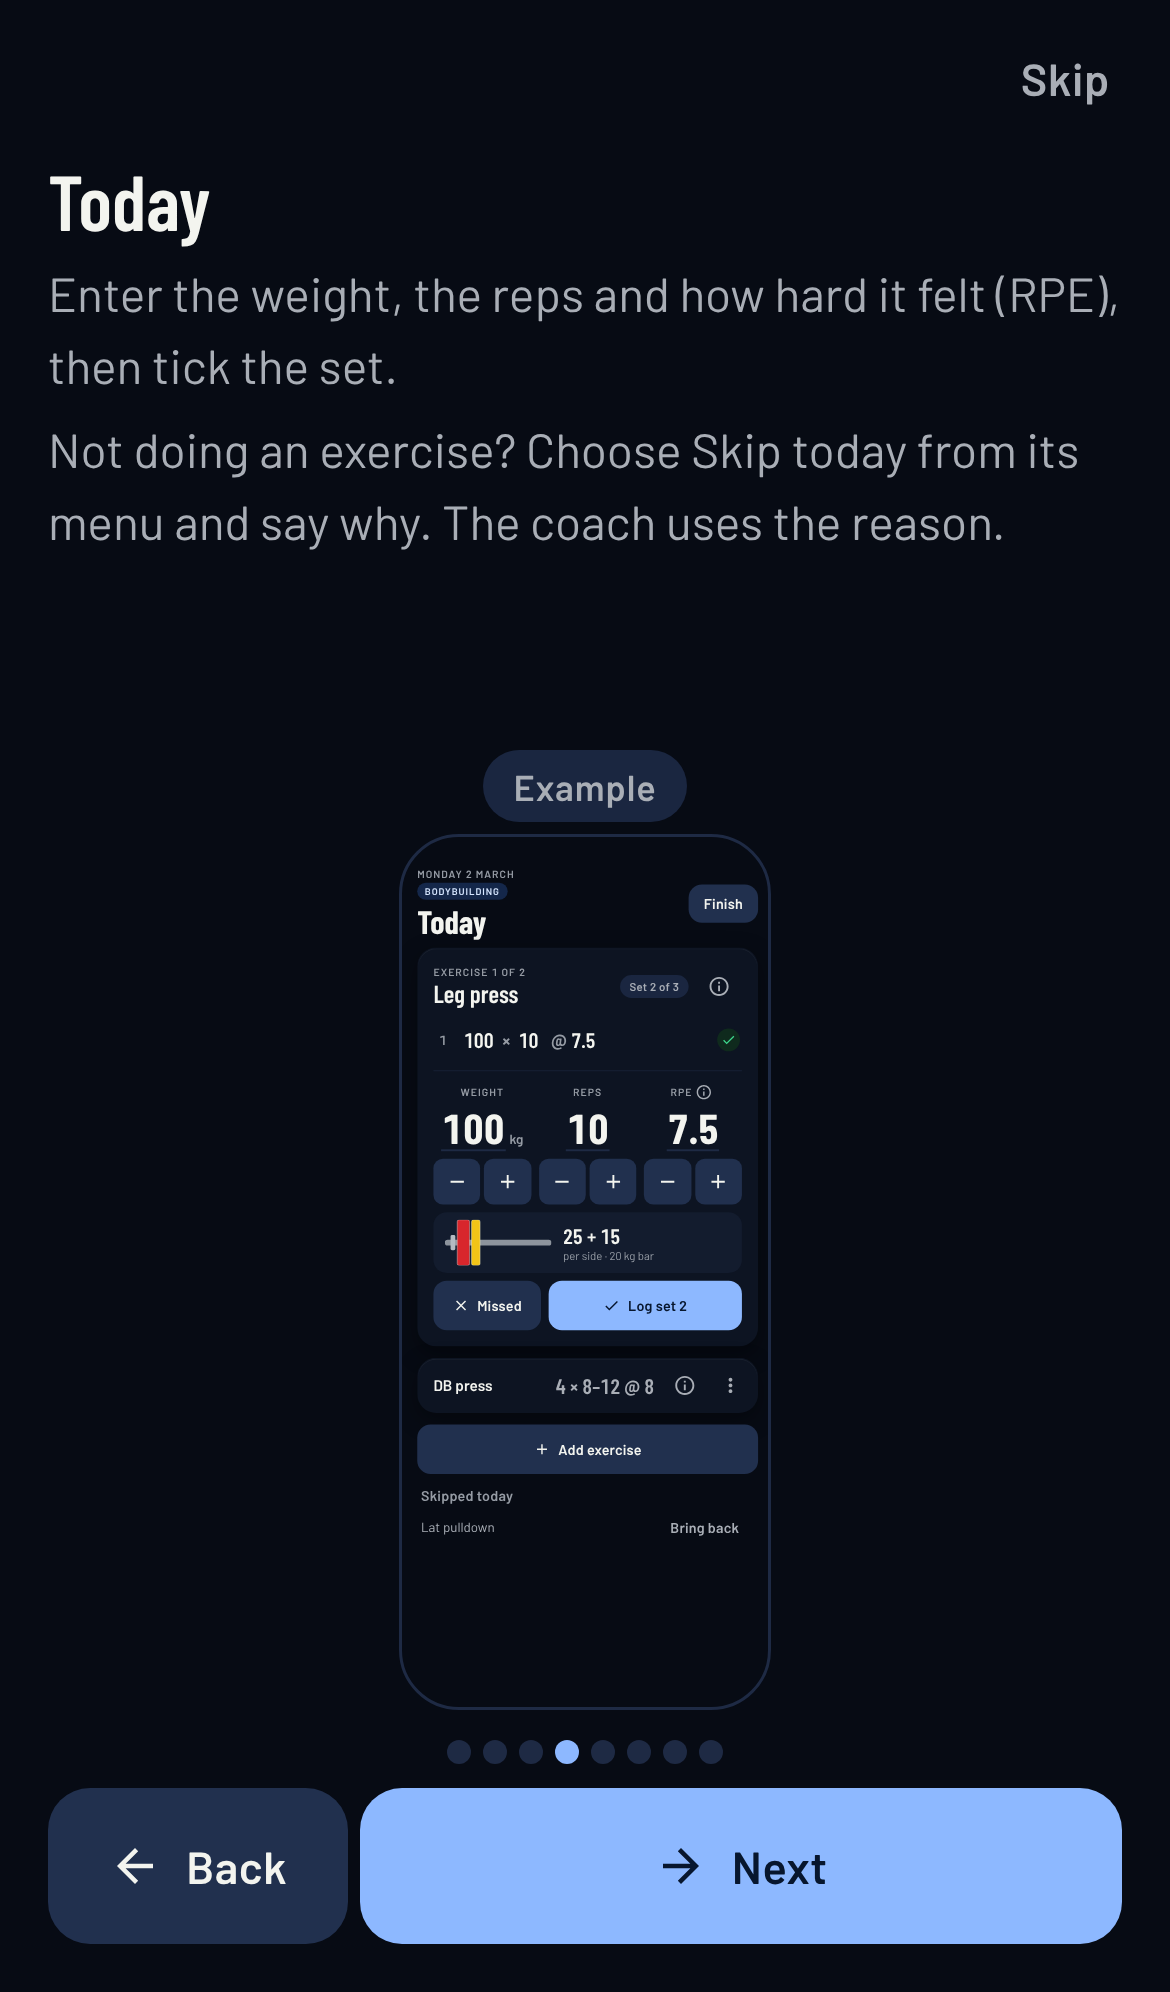 Skip
Today
Enter the weight, the reps and how hard it felt (RPE),
then tick the set.
Not doing an exercise? Choose Skip today from its
menu and say why. The coach uses the reason.
Example
MONDAY 2 MARCH
BODYBUILDING
Today
Finish
EXERCISE 1 OF 2
Leg press
Set 2 of 3
1 100 × 10 @ 7.5
WEIGHT REPS RPE
100 kg 10 7.5
− + − + − +
25 + 15
per side · 20 kg bar
Missed Log set 2
DB press 4 × 8–12 @ 8
+ Add exercise
Skipped today
Lat pulldown Bring back
Back Next